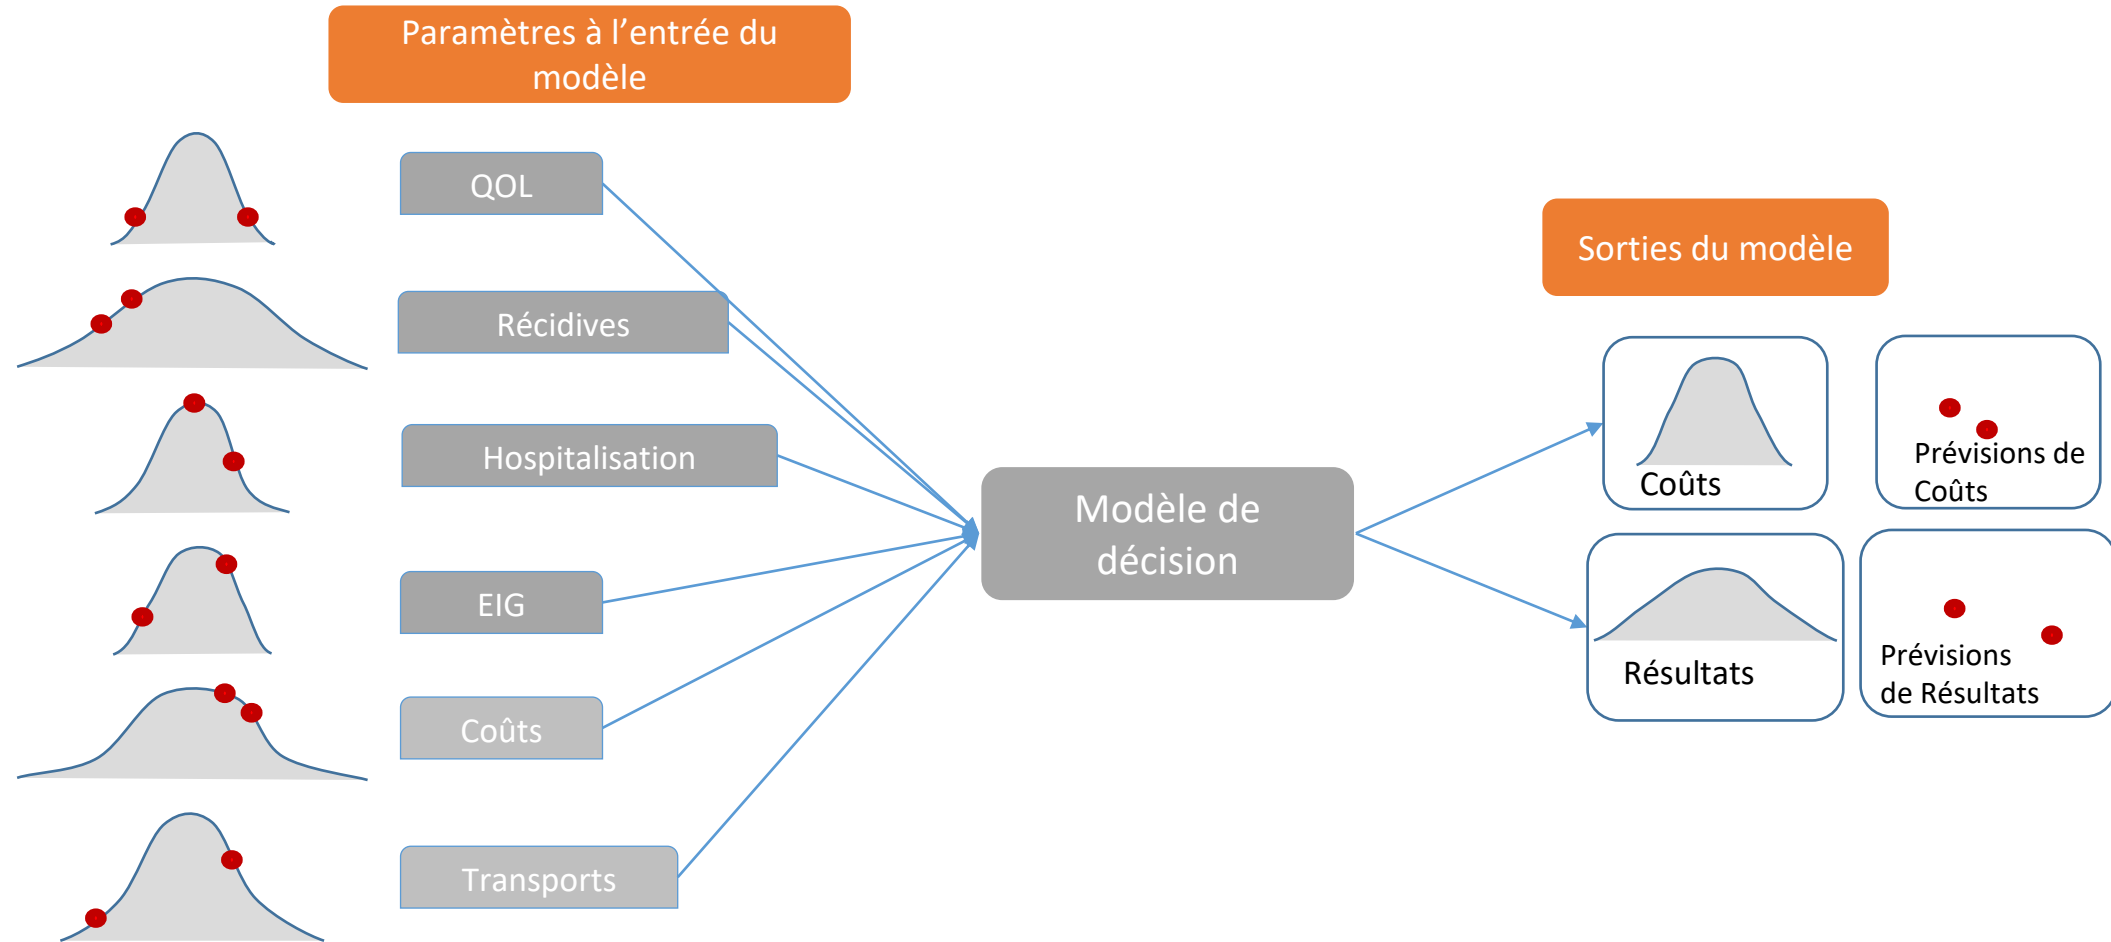 Paramètres à l’entrée du
modèle
QOL
Récidives
Hospitalisation
EIG
Coûts
Transports
Modèle de
décision
Sorties du modèle
Coûts
Prévisions de
Coûts
Résultats
Prévisions
de Résultats